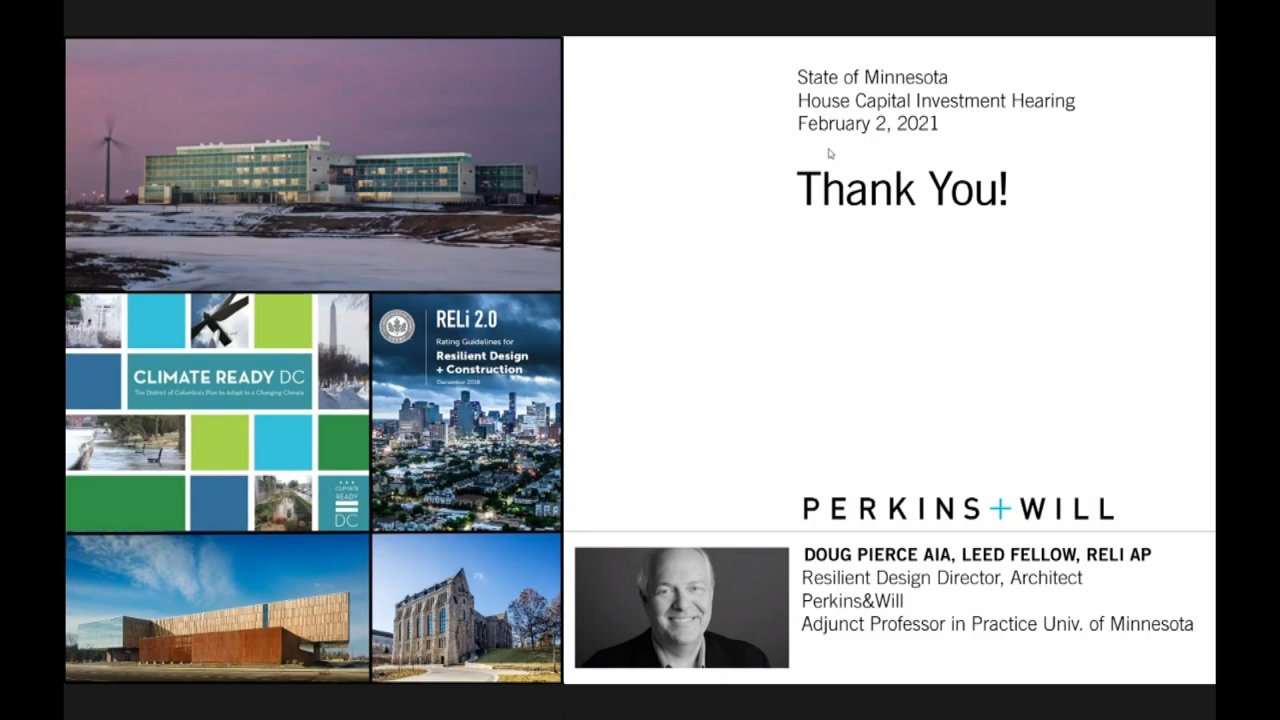 State of Minnesota
House Capital Investment Hearing
February 2, 2021
Thank You!
CLIMATE READY DC
The District of Columbia's Plan to Adapt to a Changing Climate
CLIMATE
READY
DC
RELi 2.0
Rating Guidelines for
Resilient Design
+ Construction
December 2018
PERKINS+WILL
DOUG PIERCE AIA, LEED FELLOW, RELI AP
Resilient Design Director, Architect
Perkins&Will
Adjunct Professor in Practice Univ. of Minnesota